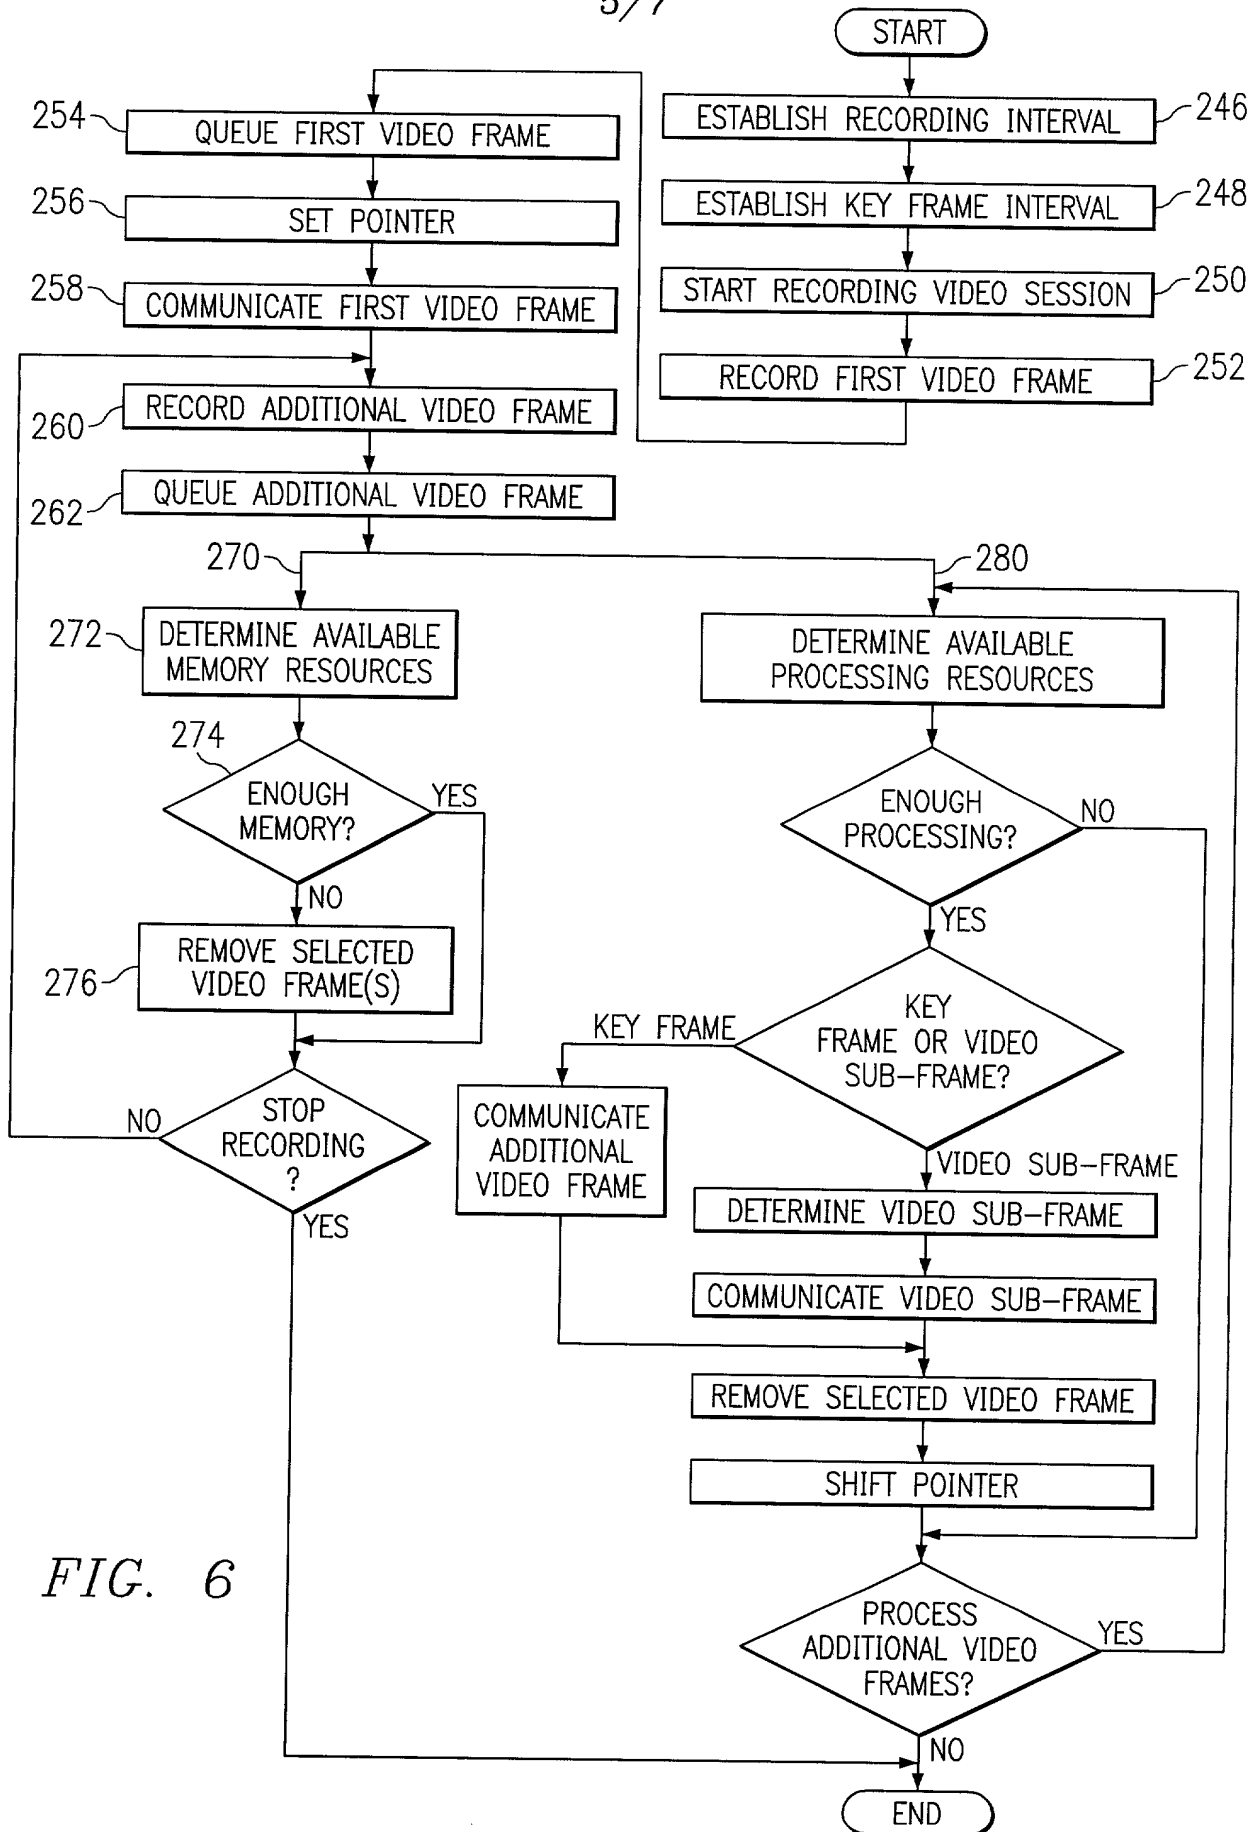 5/7
START
ESTABLISH RECORDING INTERVAL
246
ESTABLISH KEY FRAME INTERVAL
248
START RECORDING VIDEO SESSION
250
RECORD FIRST VIDEO FRAME
252
254
QUEUE FIRST VIDEO FRAME
256
SET POINTER
258
COMMUNICATE FIRST VIDEO FRAME
260
RECORD ADDITIONAL VIDEO FRAME
262
QUEUE ADDITIONAL VIDEO FRAME
270
272
DETERMINE AVAILABLE
MEMORY RESOURCES
274
ENOUGH
MEMORY?
YES
NO
276
REMOVE SELECTED
VIDEO FRAME(S)
STOP
RECORDING
?
NO
YES
280
DETERMINE AVAILABLE
PROCESSING RESOURCES
ENOUGH
PROCESSING?
NO
YES
KEY
FRAME OR VIDEO
SUB-FRAME?
KEY FRAME
COMMUNICATE
ADDITIONAL
VIDEO FRAME
VIDEO SUB-FRAME
DETERMINE VIDEO SUB-FRAME
COMMUNICATE VIDEO SUB-FRAME
REMOVE SELECTED VIDEO FRAME
SHIFT POINTER
PROCESS
ADDITIONAL VIDEO
FRAMES?
YES
NO
END
FIG. 6